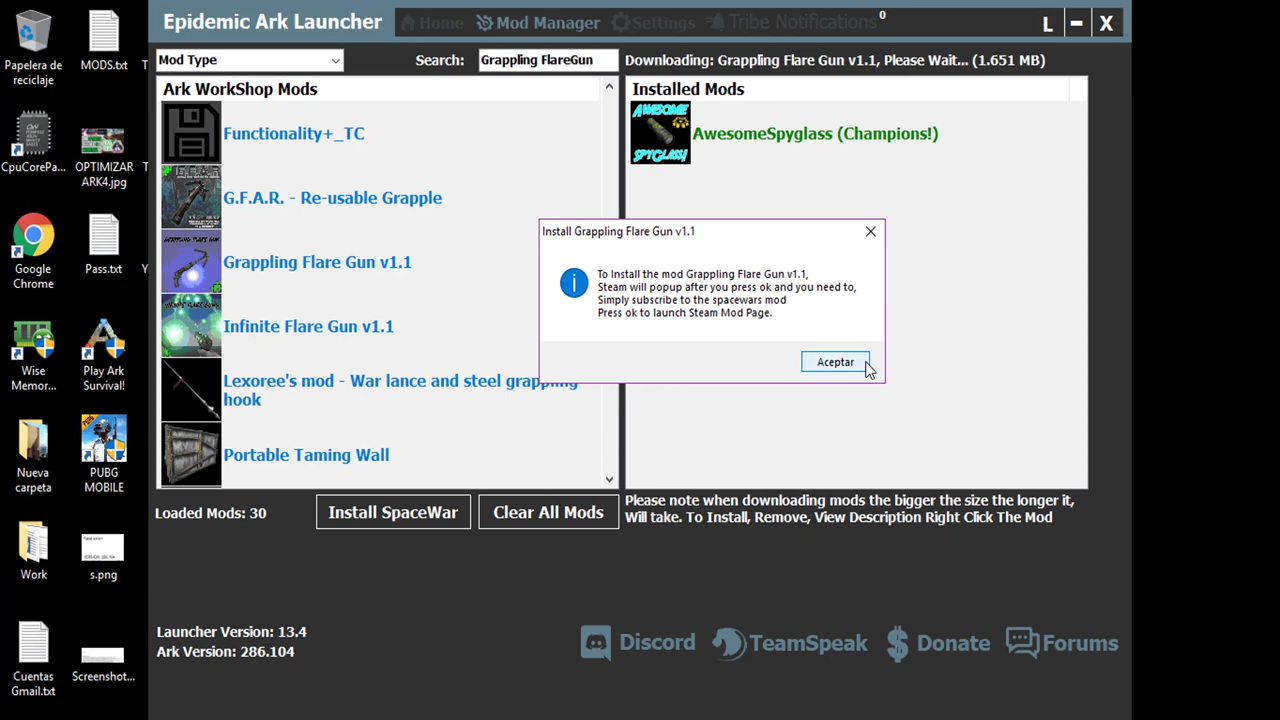 Papelera de
reciclaje
MODS.txt
T
CpuCorePa...
OPTIMIZAR
ARK4.jpg
T
Google
Chrome
Pass.txt
Y
Wise
Memor...
Play Ark
Survival!
Nueva
carpeta
PUBG
MOBILE
Work
s.png
Cuentas
Gmail.txt
Screenshot...
Epidemic Ark Launcher
Home
Mod Manager
Settings
Tribe Notifications
0
L
X
Mod Type
Search:
Grapping FlareGun
Downloading: Grappling Flare Gun v1.1, Please Wait... (1.651 MB)
Ark WorkShop Mods
Functionality+_TC
G.F.A.R. - Re-usable Grapple
Grappling Flare Gun v1.1
Infinite Flare Gun v1.1
Lexoree's mod - War lance and steel grappling
hook
Portable Taming Wall
Installed Mods
AWESOME
SPYGLASS!
AwesomeSpyglass (Champions!)
Install Grappling Flare Gun v1.1
To Install the mod Grappling Flare Gun v1.1,
Steam will popup after you press ok and you need to,
Simply subscribe to the spacewars mod
Press ok to launch Steam Mod Page.
Aceptar
Loaded Mods: 30
Install SpaceWar
Clear All Mods
Please note when downloading mods the bigger the size the longer it,
Will take. To Install, Remove, View Description Right Click The Mod
Launcher Version: 13.4
Ark Version: 286.104
Discord
TeamSpeak
Donate
Forums